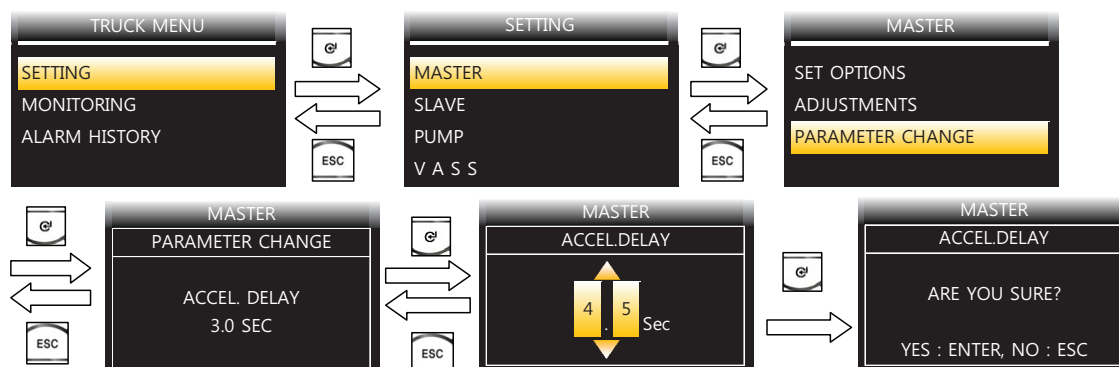 TRUCK MENU
SETTING
MONITORING
ALARM HISTORY
ESC
SETTING
MASTER
SLAVE
PUMP
V A S S
ESC
MASTER
SET OPTIONS
ADJUSTMENTS
PARAMETER CHANGE
ESC
MASTER
PARAMETER CHANGE
ACCEL. DELAY
3.0 SEC
ESC
MASTER
ACCEL.DELAY
4 . 5 Sec
MASTER
ACCEL.DELAY
ARE YOU SURE?
YES : ENTER, NO : ESC